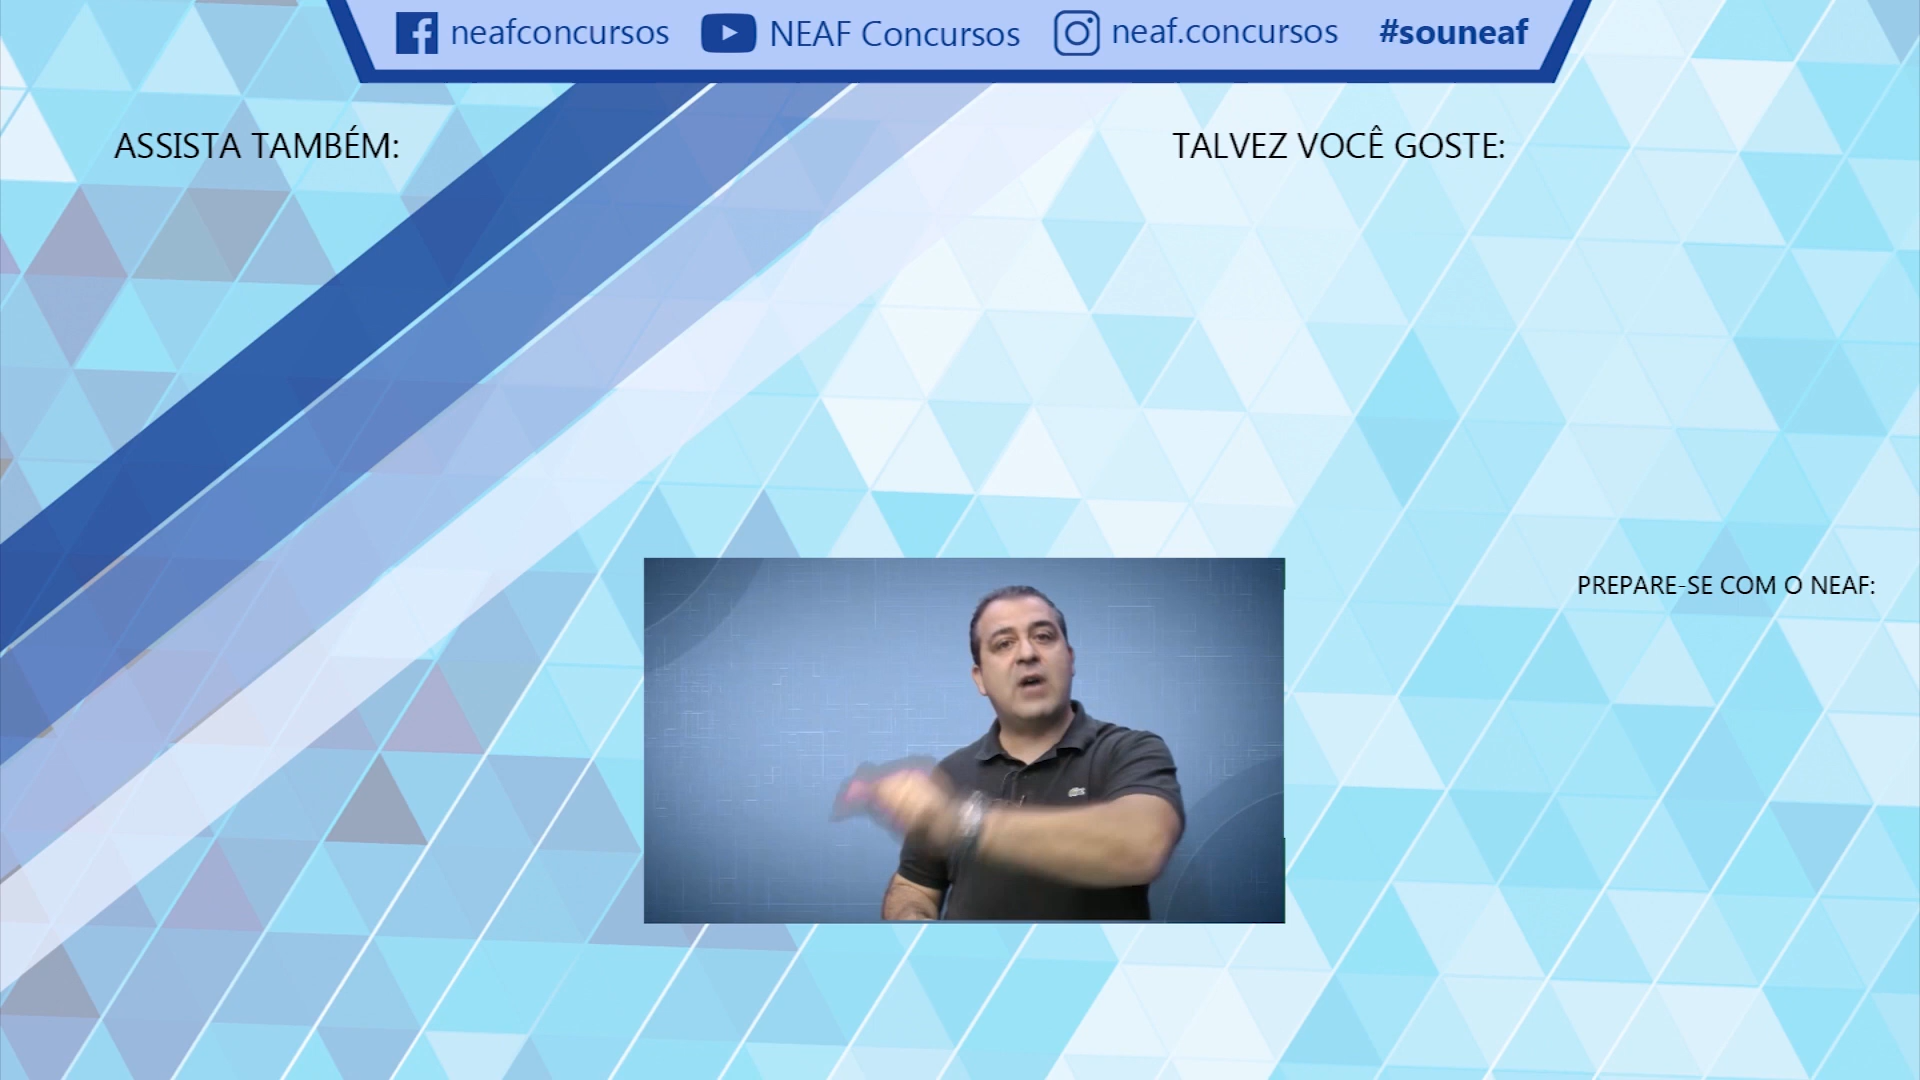 neafconcursos NEAF Concursos neaf.concursos #souneaf
ASSISTA TAMBÉM:
TALVEZ VOCÊ GOSTE:
PREPARE-SE COM O NEAF: